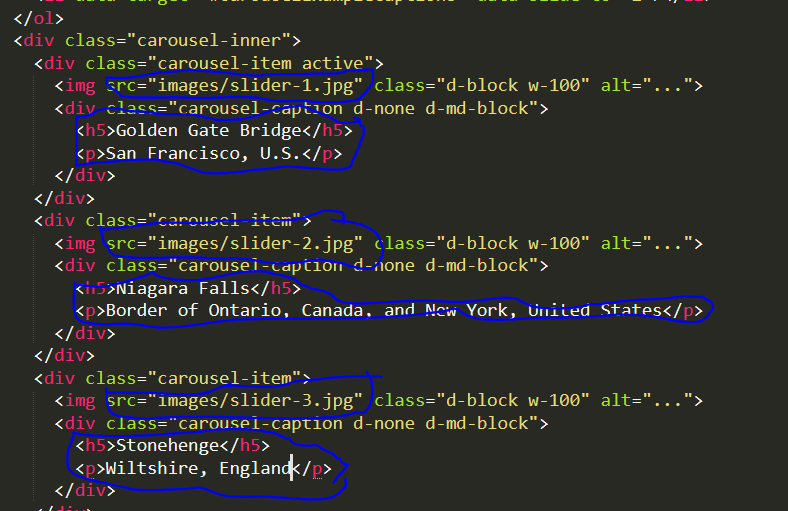 </ol>
<div class="carousel-inner">
<div class="carousel-item active">
<img src="images/slider-1.jpg" class="d-block w-100" alt="...">
<div class="carousel-caption d-none d-md-block">
<h5>Golden Gate Bridge</h5>
<p>San Francisco, U.S.</p>
</div>
</div>
<div class="carousel-item">
<img src="images/slider-2.jpg" class="d-block w-100" alt="...">
<div class="carousel-caption d-none d-md-block">
<h5>Niagara Falls</h5>
<p>Border of Ontario, Canada, and New York, United States</p>
</div>
</div>
<div class="carousel-item">
<img src="images/slider-3.jpg" class="d-block w-100" alt="...">
<div class="carousel-caption d-none d-md-block">
<h5>Stonehenge</h5>
<p>Wiltshire, England</p>
</div>